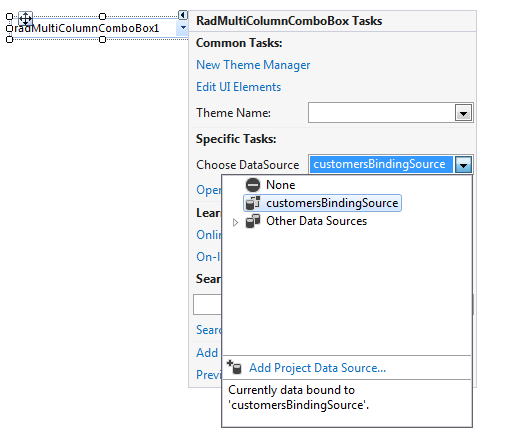 radMultiColumnComboBox1
RadMultiColumnComboBox Tasks
Common Tasks:
New Theme Manager
Edit UI Elements
Theme Name:
Specific Tasks:
Choose DataSource customersBindingSource
None
Oper
customersBindingSource
Learn
Other Data Sources
Onlin
On-l
Sear
Searc
Add
Add Project Data Source...
Previ
Currently data bound to
'customersBindingSource'.